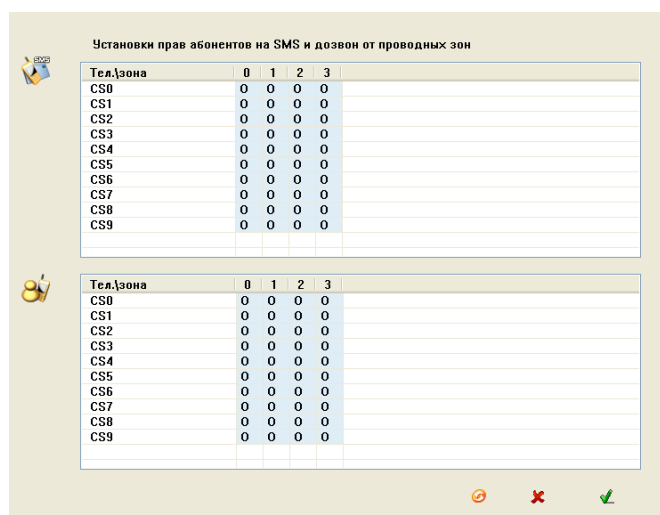 Установки прав абонентов на SMS и дозвон от проводных зон
SMS
Тел.\зона 0 1 2 3
CS0 0 0 0 0
CS1 0 0 0 0
CS2 0 0 0 0
CS3 0 0 0 0
CS4 0 0 0 0
CS5 0 0 0 0
CS6 0 0 0 0
CS7 0 0 0 0
CS8 0 0 0 0
CS9 0 0 0 0
Тел.\зона 0 1 2 3
CS0 0 0 0 0
CS1 0 0 0 0
CS2 0 0 0 0
CS3 0 0 0 0
CS4 0 0 0 0
CS5 0 0 0 0
CS6 0 0 0 0
CS7 0 0 0 0
CS8 0 0 0 0
CS9 0 0 0 0